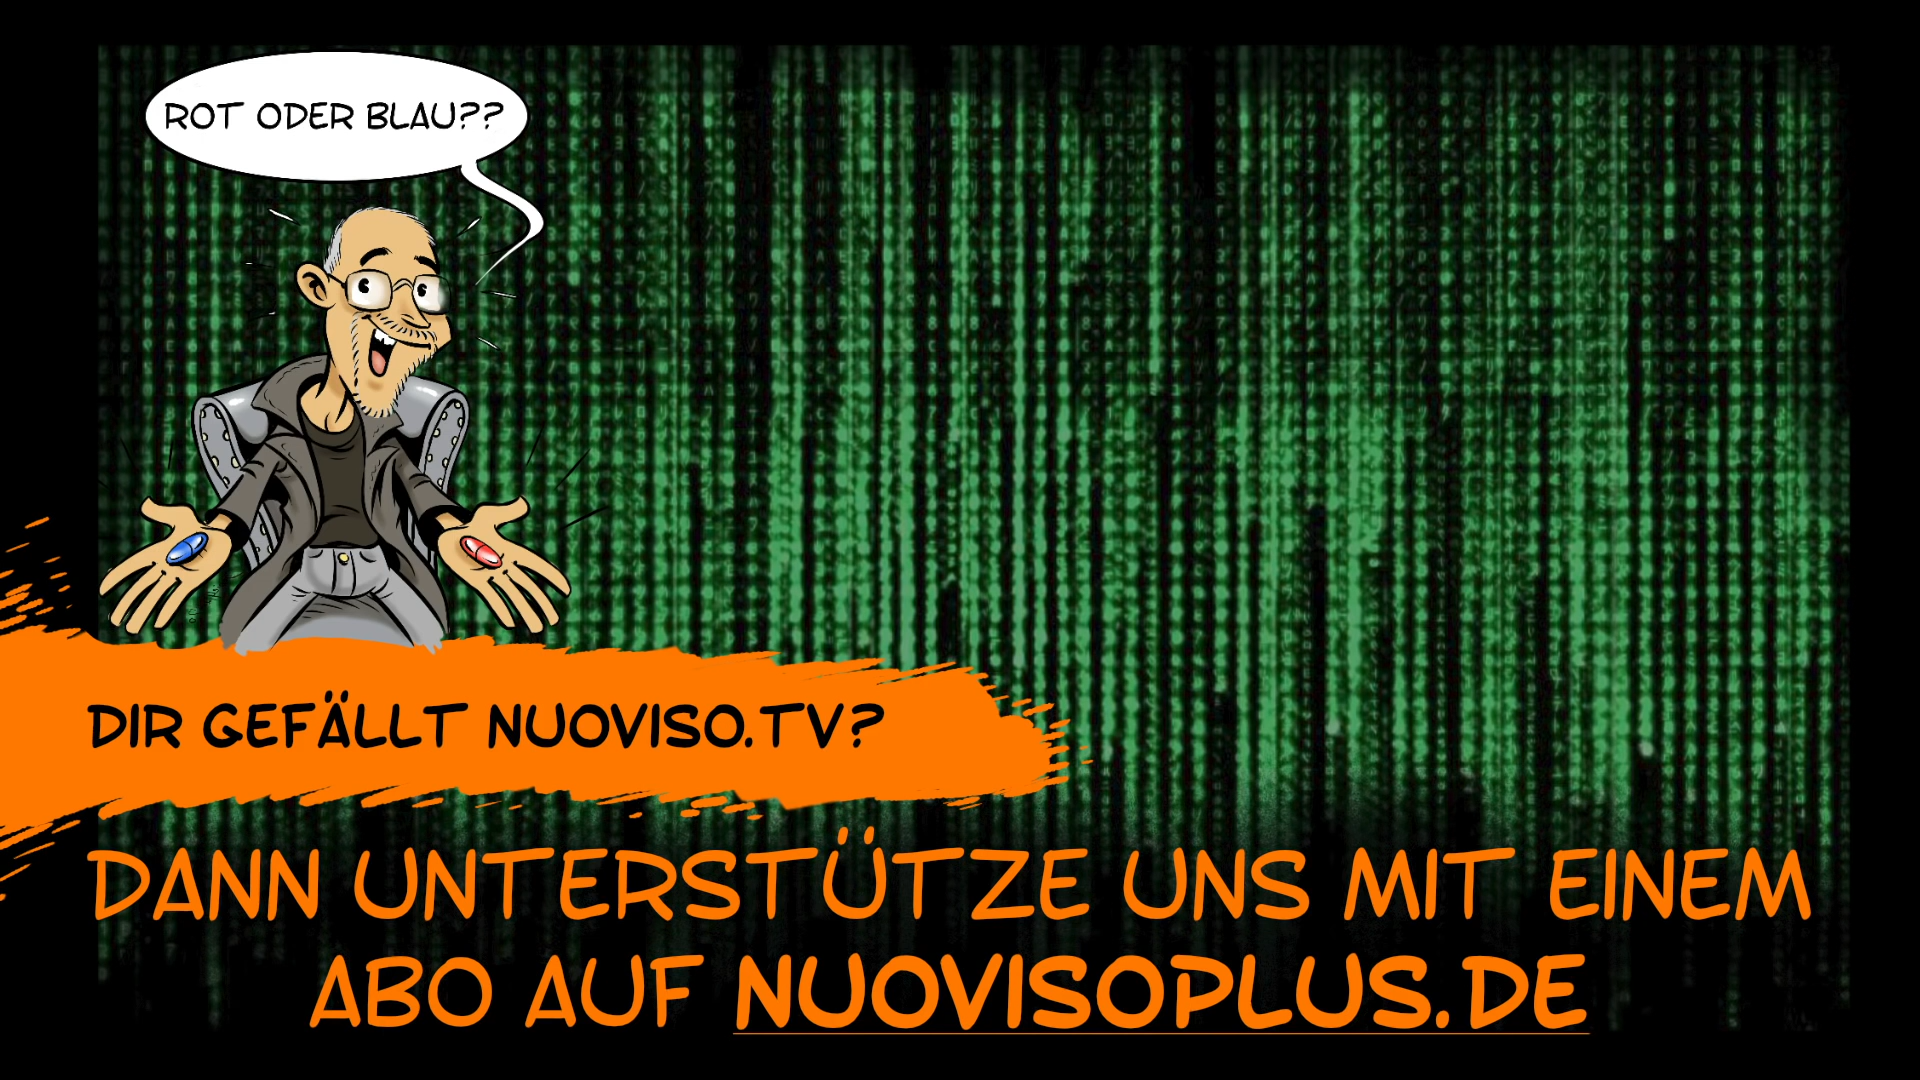 ROT ODER BLAU??
DIR GEFÄLLT NUOVISO.TV?
DANN UNTERSTÜTZE UNS MIT EINEM
ABO AUF NUOVISOPLUS.DE